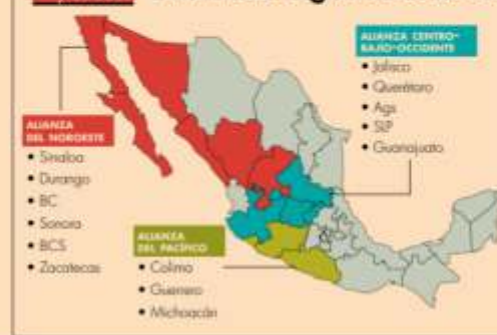 ALIANZA
DEL NOROESTE
• Sinaloa
• Durango
• BC
• Sonora
• BCS
• Zacatecas
ALIANZA
DEL PACÍFICO
• Colima
• Guerrero
• Michoacán
ALIANZA CENTRO-
BAJÍO-OCCIDENTE
• Jalisco
• Querétaro
• Ags
• SLP
• Guanajuato